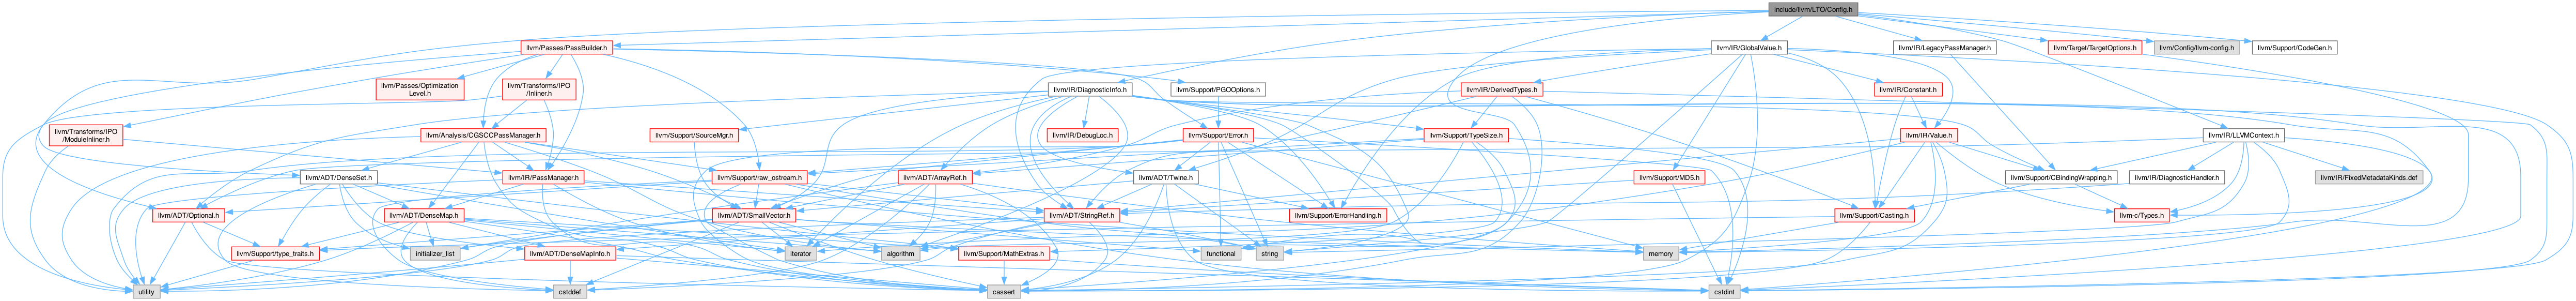 include/llvm/LTO/Config.h
llvm/Passes/PassBuilder.h
llvm/IR/GlobalValue.h
llvm/IR/LegacyPassManager.h
llvm/Target/TargetOptions.h
llvm/Config/llvm-config.h
llvm/Support/CodeGen.h
llvm/Passes/Optimization
Level.h
llvm/Transforms/IPO
/Inliner.h
llvm/IR/DiagnosticInfo.h
llvm/Support/PGOOptions.h
llvm/IR/DerivedTypes.h
llvm/IR/Constant.h
llvm/Transforms/IPO
/ModuleInliner.h
llvm/Analysis/CGSCCPassManager.h
llvm/Support/SourceMgr.h
llvm/IR/DebugLoc.h
llvm/Support/Error.h
llvm/Support/TypeSize.h
llvm/IR/Value.h
llvm/IR/LLVMContext.h
llvm/ADT/DenseSet.h
llvm/IR/PassManager.h
llvm/Support/raw_ostream.h
llvm/ADT/ArrayRef.h
llvm/ADT/Twine.h
llvm/Support/MD5.h
llvm/Support/CBindingWrapping.h
llvm/IR/DiagnosticHandler.h
llvm/IR/FixedMetadataKinds.def
llvm/ADT/Optional.h
llvm/ADT/DenseMap.h
llvm/ADT/SmallVector.h
llvm/ADT/StringRef.h
llvm/Support/ErrorHandling.h
llvm/Support/Casting.h
llvm-c/Types.h
llvm/Support/type_traits.h
initializer_list
llvm/ADT/DenseMapInfo.h
iterator
algorithm
llvm/Support/MathExtras.h
functional
string
memory
utility
cstddef
cassert
cstdint